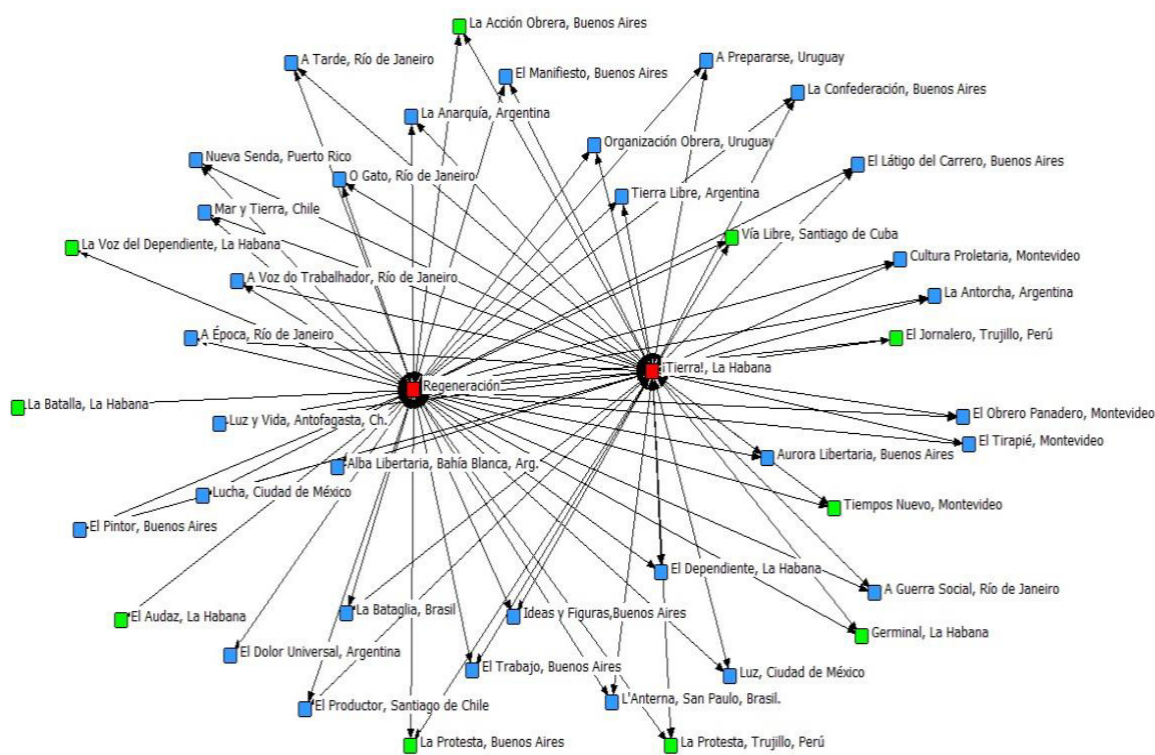 La Acción Obrera, Buenos Aires
A Tarde, Río de Janeiro
A Prepararse, Uruguay
El Manifiesto, Buenos Aires
La Confederación, Buenos Aires
La Anarquía, Argentina
Organización Obrera, Uruguay
Nueva Senda, Puerto Rico
El Látigo del Carrero, Buenos Aires
O Gato, Río de Janeiro
Tierra Libre, Argentina
Mar y Tierra, Chile
Vía Libre, Santiago de Cuba
La Voz del Dependiente, La Habana
Cultura Proletaria, Montevideo
A Voz do Trabalhador, Río de Janeiro
La Antorcha, Argentina
A Época, Río de Janeiro
El Jornalero, Trujillo, Perú
¡Tierra!, La Habana
Regeneración
La Batalla, La Habana
El Obrero Panadero, Montevideo
Luz y Vida, Antofagasta, Ch.
El Tirapié, Montevideo
Aurora Libertaria, Buenos Aires
Alba Libertaria, Bahía Blanca, Arg.
Lucha, Ciudad de México
Tiempos Nuevo, Montevideo
El Pintor, Buenos Aires
El Dependiente, La Habana
A Guerra Social, Río de Janeiro
La Bataglia, Brasil
Ideas y Figuras,Buenos Aires
El Audaz, La Habana
Germinal, La Habana
El Dolor Universal, Argentina
El Trabajo, Buenos Aires
Luz, Ciudad de México
L'Anterna, San Paulo, Brasil.
El Productor, Santiago de Chile
La Protesta, Buenos Aires
La Protesta, Trujillo, Perú